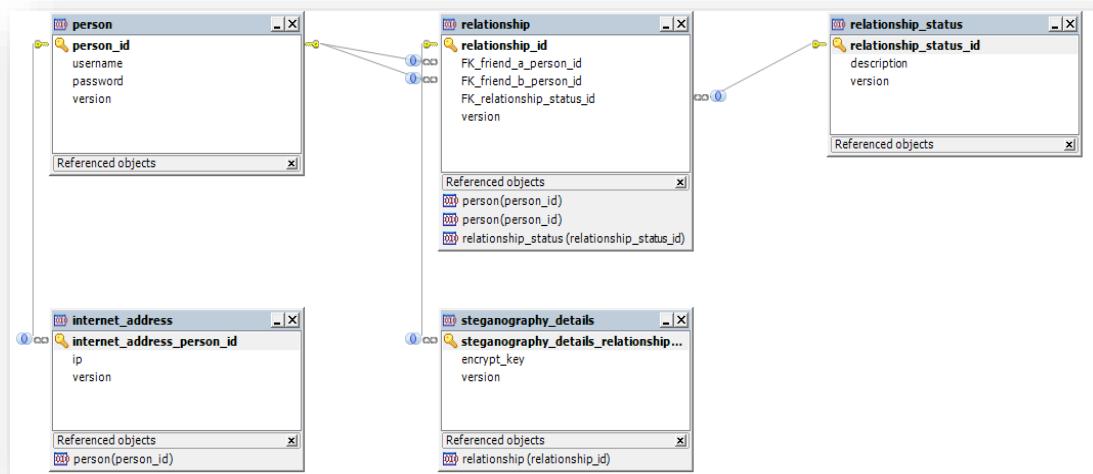 person
person_id
username
password
version
Referenced objects
relationship
relationship_id
FK_friend_a_person_id
FK_friend_b_person_id
FK_relationship_status_id
version
Referenced objects
person(person_id)
person(person_id)
relationship_status(relationship_status_id)
relationship_status
relationship_status_id
description
version
Referenced objects
internet_address
internet_address_person_id
ip
version
Referenced objects
person(person_id)
steganography_details
steganography_details_relationship...
encrypt_key
version
Referenced objects
relationship(relationship_id)